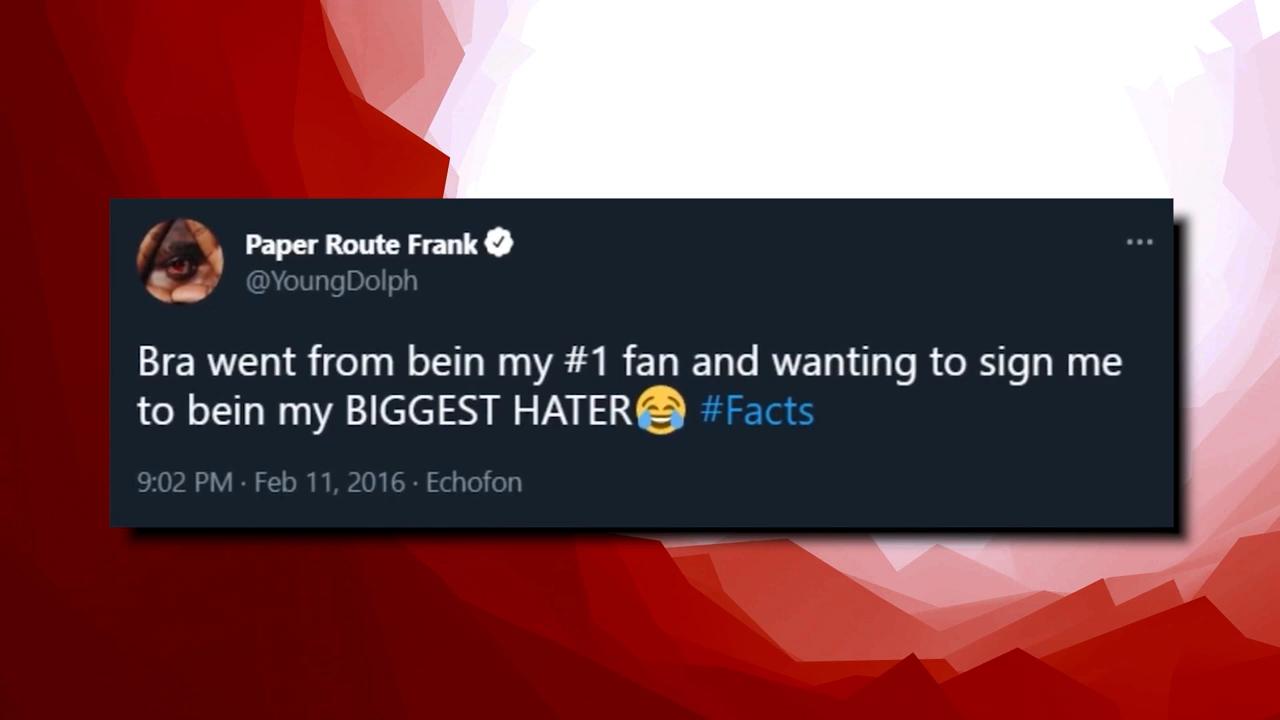 Paper Route Frank
@YoungDolph
Bra went from bein my #1 fan and wanting to sign me
to bein my BIGGEST HATER😂 #Facts
9:02 PM · Feb 11, 2016 · Echofon